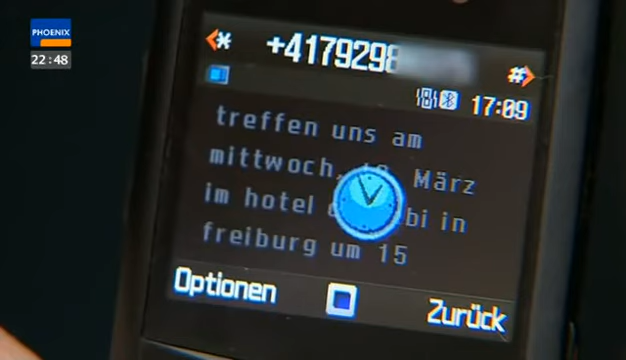 PHOENIX
22:48
* +4179298
#
17:09
treffen uns am
mittwoch, März
im hotel bi in
freiburg um 15
Optionen Zurück